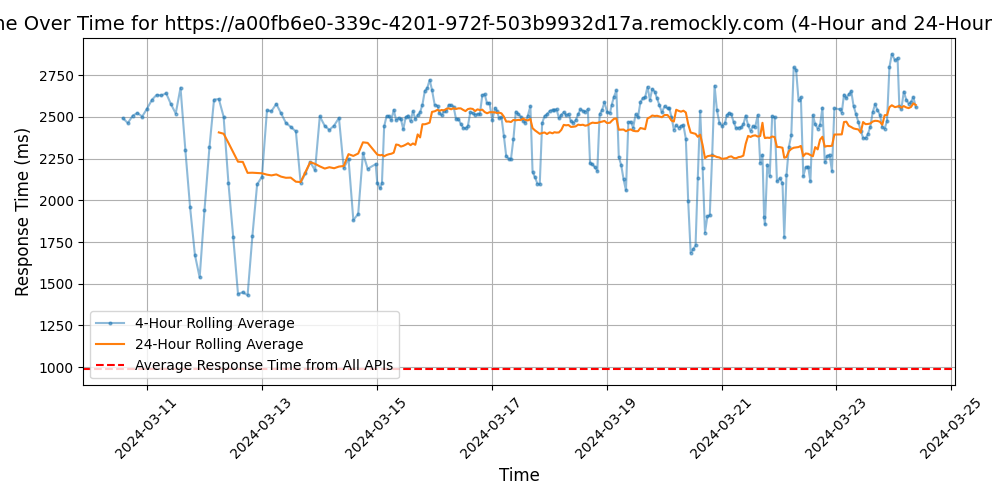 ne Over Time for https://a00fb6e0-339c-4201-972f-503b9932d17a.remockly.com (4-Hour and 24-Hour
Response Time (ms)
2750
2500
2250
2000
1750
1500
1250
1000
4-Hour Rolling Average
24-Hour Rolling Average
Average Response Time from All APIs
2024-03-11
2024-03-13
2024-03-15
2024-03-17
2024-03-19
2024-03-21
2024-03-23
2024-03-25
Time